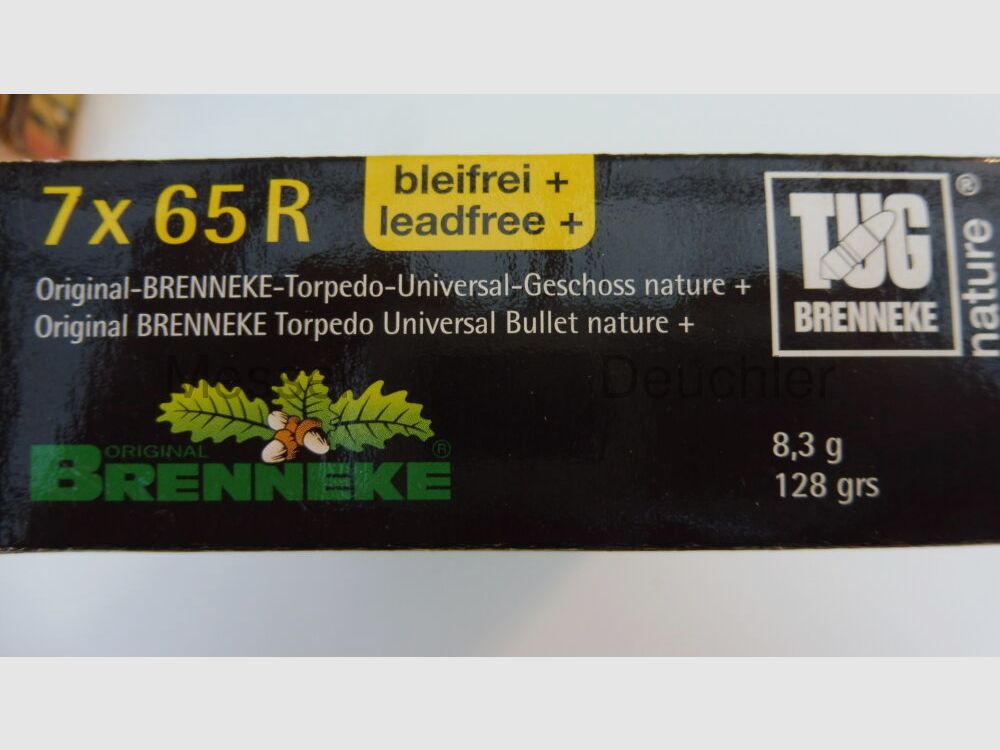 7 x 65 R
bleifrei +
leadfree +
Original-BRENNEKE-Torpedo-Universal-Geschoss nature +
Original BRENNEKE Torpedo Universal Bullet nature +
TUG ®
BRENNEKE
nature
Deuchler
ORIGINAL ®
BRENNEKE
8,3 g
128 grs